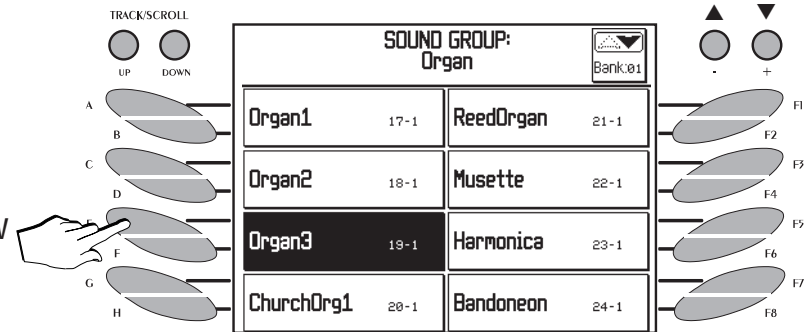 TRACK/SCROLL
UP DOWN
- +
SOUND GROUP:
Organ
Bank:01
A
B
C
D
F
G
H
Organ1 17-1
Organ2 18-1
Organ3 19-1
ChurchOrg1 20-1
ReedOrgan 21-1
Musette 22-1
Harmonica 23-1
Bandoneon 24-1
F1
F2
F3
F4
F5
F6
F7
F8